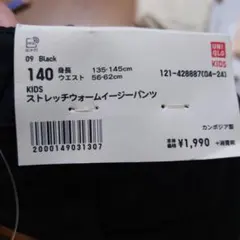 UNI
QLO
KIDS
09 Black
140 身長 135-145cm
ウエスト 56-62cm
121-428887(04-24)
KIDS
ストレッチウォームイージーパンツ
カンボジア製
2000149031307
¥1,990
+消費税